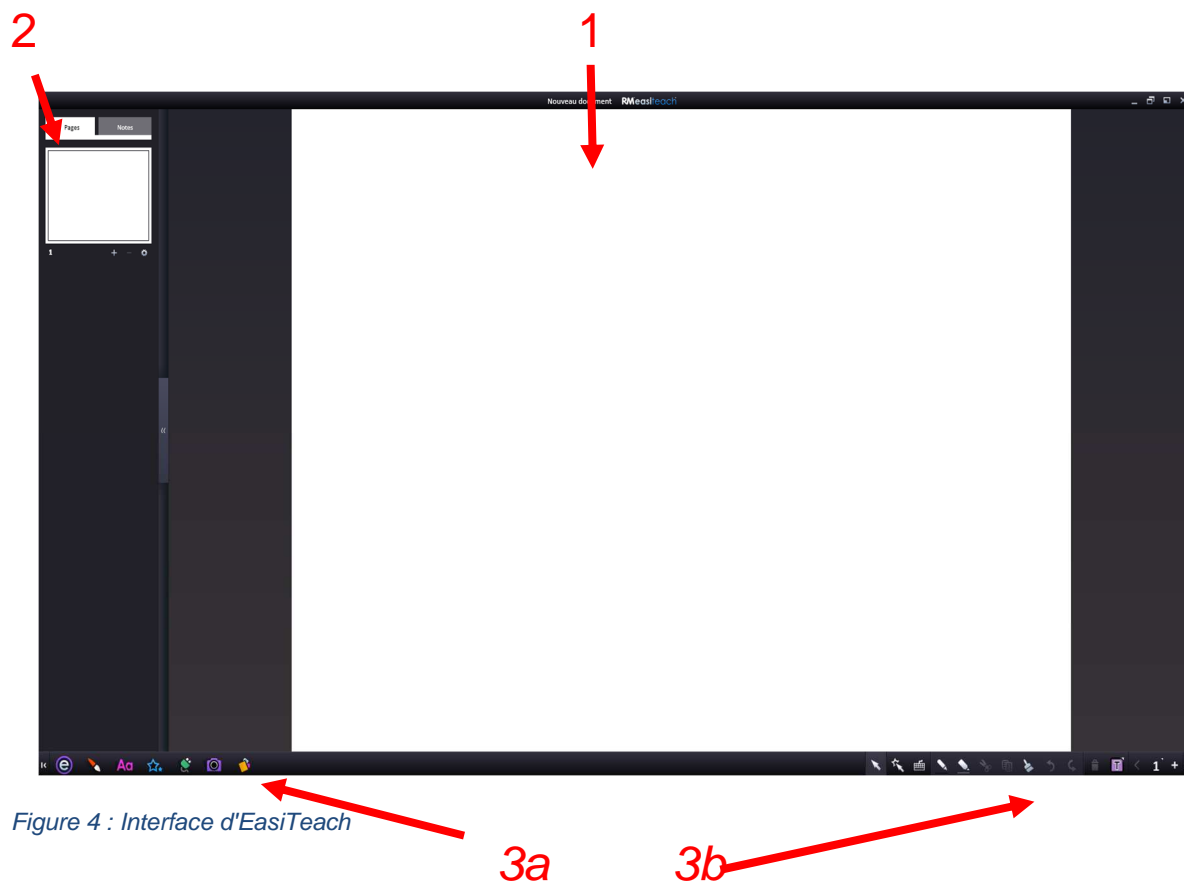 2 1
Nouveau document RMeasiteach
Pages Notes
1 + -
Aa 1 +
Figure 4 : Interface d'EasiTeach
3a 3b